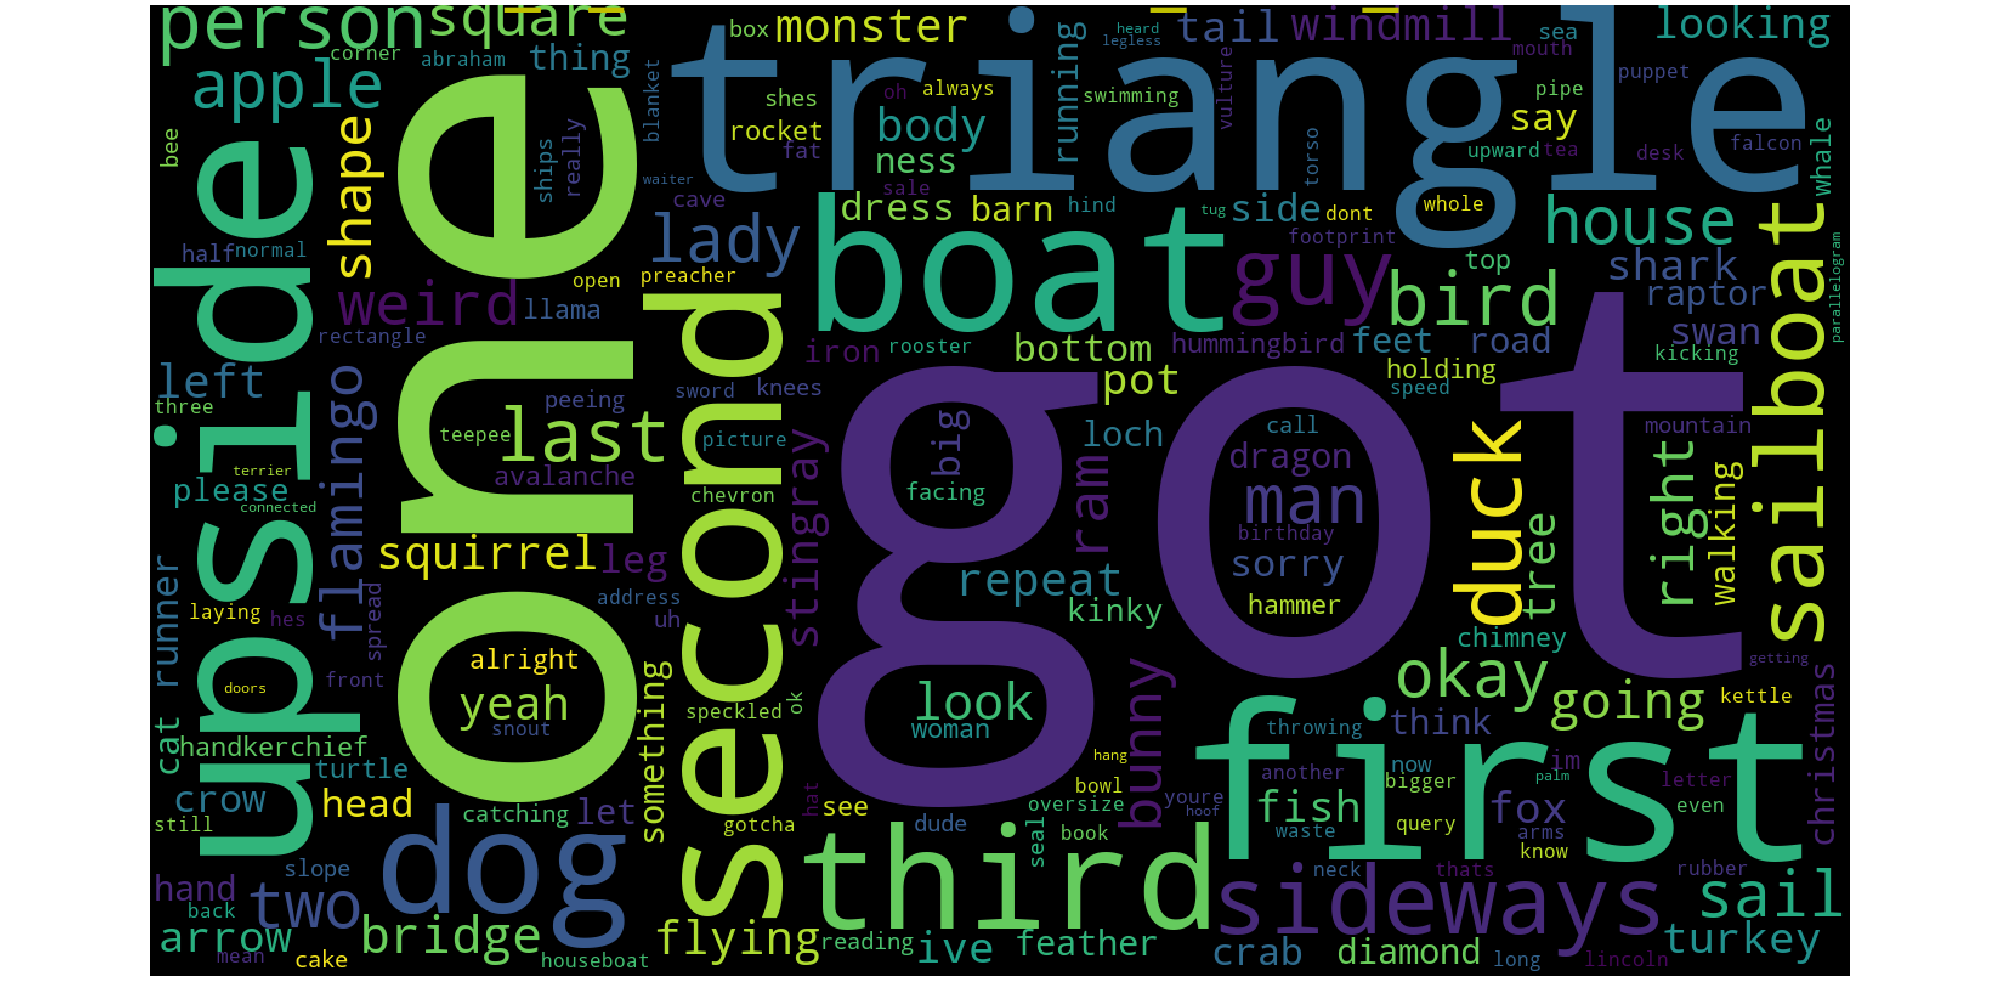 person
square
box
monster
heard
legless
tail
windmill
looking
corner
abraham
thing
running
sea
mouth
apple
blanket
triangle
vulture
puppet
shes
oh
always
swimming
pipe
bee
shape
ships
really
rocket
fat
body
say
falcon
ness
upward
tea
desk
whale
waiter
sale
torso
upside
one
cave
dress
barn
hind
tug
side
dont
whole
house
lady
boat
footprint
half
normal
open
preacher
guy
top
shark
sailboat
parallelogram
weird
llama
bird
raptor
second
rectangle
iron
rooster
bottom
hummingbird
feet
road
swan
kicking
left
flamingo
peeing
sword
knees
pot
holding
speed
three
last
teepee
picture
big
loch
call
mountain
terrier
avalanche
got
dragon
duck
please
connected
chevron
facing
ram
man
right
walking
stingray
birthday
squirrel
leg
repeat
sorry
tree
runner
laying
hes
spread
address
uh
kinky
hammer
chimney
alright
something
bunny
okay
getting
front
doors
yeah
look
going
kettle
speckled
ok
snout
woman
first
throwing
think
christmas
cat
handkerchief
turtle
hang
another
now
palm
im
letter
crow
head
bowl
bigger
hat
oversize
youre
hoof
even
still
catching
let
gotcha
see
dude
seal
book
fish
waste
query
fox
arms
know
dog
third
slope
neck
thats
rubber
hand
two
sideways
sail
back
arrow
bridge
flying
reading
ive
feather
crab
diamond
turkey
mean
cake
houseboat
long
lincoln